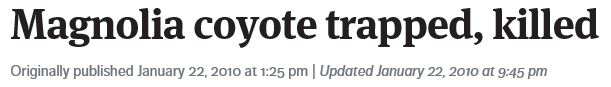 Magnolia coyote trapped, killed
Originally published January 22, 2010 at 1:25 pm | Updated January 22, 2010 at 9:45 pm